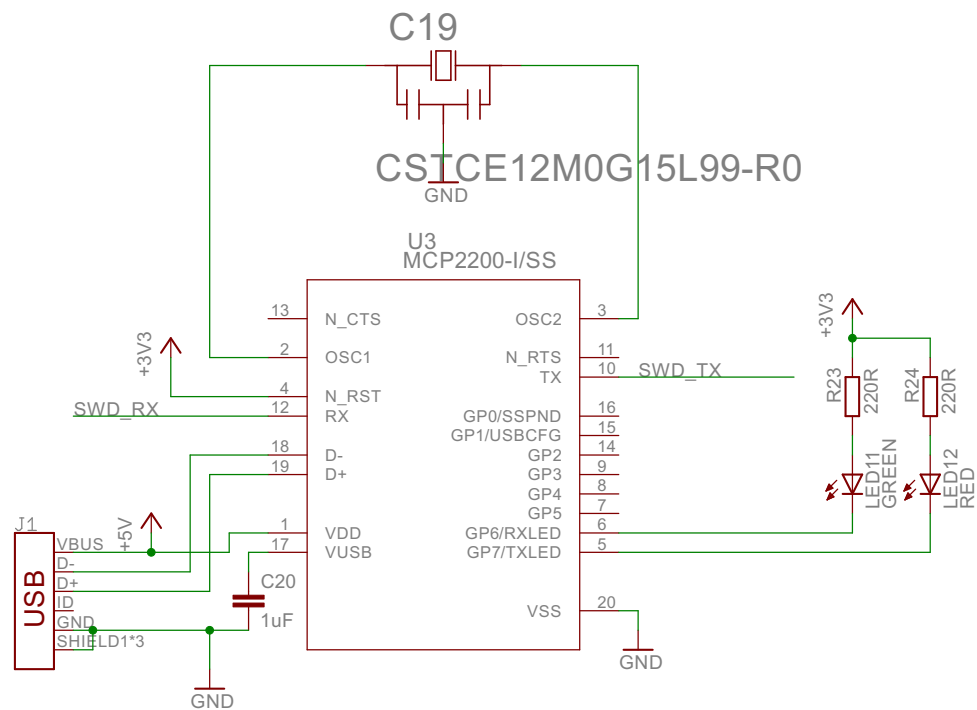 C19
CSTCE12M0G15L99-R0
GND
U3
MCP2200-I/SS
13 N_CTS
OSC2 3
2 OSC1
N_RTS 11
TX 10 SWD_TX
+3V3
4 N_RST
SWD_RX 12 RX
GP0/SSPND 16
GP1/USBCFG 15
18 D-
GP2 14
19 D+
GP3 9
GP4 8
GP5 7
1 VDD
GP6/RXLED 6
17 VUSB
GP7/TXLED 5
VSS 20
GND
+3V3
R23
220R
R24
220R
LED11
GREEN
LED12
RED
J1
USB
VBUS
D-
D+
ID
GND
SHIELD1*3
+5V
C20
1uF
GND